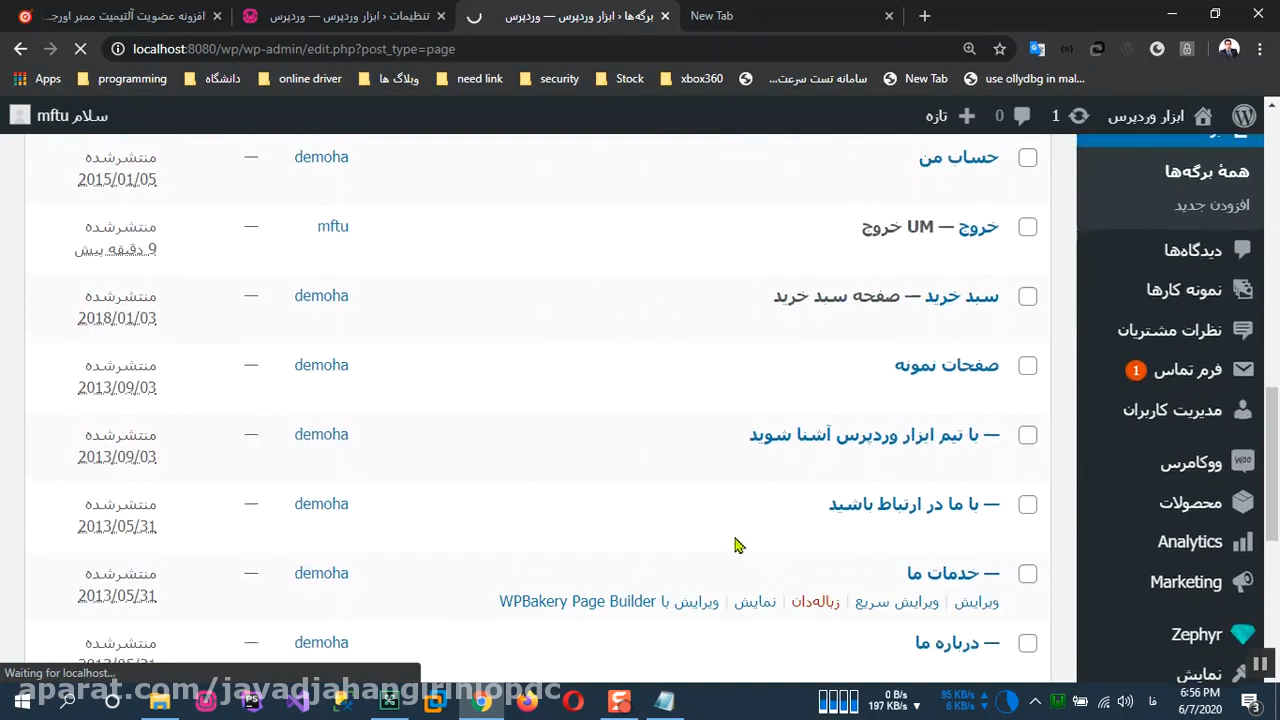 افزونه عضویت آلتیمیت ممبر اورجـ...
تنظیمات ‹ ابزار وردپرس — وردپرس
برگه‌ها ‹ ابزار وردپرس — وردپرس
New Tab
localhost:8080/wp/wp-admin/edit.php?post_type=page
Apps
programming
دانشگاه
online driver
وبلاگ ها
need link
security
Stock
xbox360
سامانه تست سرعت...
New Tab
use ollydbg in mal...
ابزار وردپرس
1
0
تازه
سلام mftu
همهٔ برگه‌ها
افزودن جدید
دیدگاه‌ها
نمونه کارها
نظرات مشتریان
فرم تماس 1
مدیریت کاربران
ووکامرس
محصولات
Analytics
Marketing
Zephyr
نمایش
حساب من
demoha
—
منتشرشده
2015/01/05
خروج — UM خروج
mftu
—
منتشرشده
9 دقیقه پیش
سبد خرید — صفحه سبد خرید
demoha
—
منتشرشده
2018/01/03
صفحات نمونه
demoha
—
منتشرشده
2013/09/03
— با تیم ابزار وردپرس آشنا شوید
demoha
—
منتشرشده
2013/09/03
— با ما در ارتباط باشید
demoha
—
منتشرشده
2013/05/31
— خدمات ما
demoha
—
منتشرشده
2013/05/31
ویرایش | ویرایش سریع | زباله‌دان | نمایش | ویرایش با WPBakery Page Builder
— درباره ما
demoha
—
منتشرشده
Waiting for localhost...
aparat.com/javadjahangirihtopdc
0 B/s
197 KB/s
85 KB/s
6 KB/s
فا
6:56 PM
6/7/2020
3